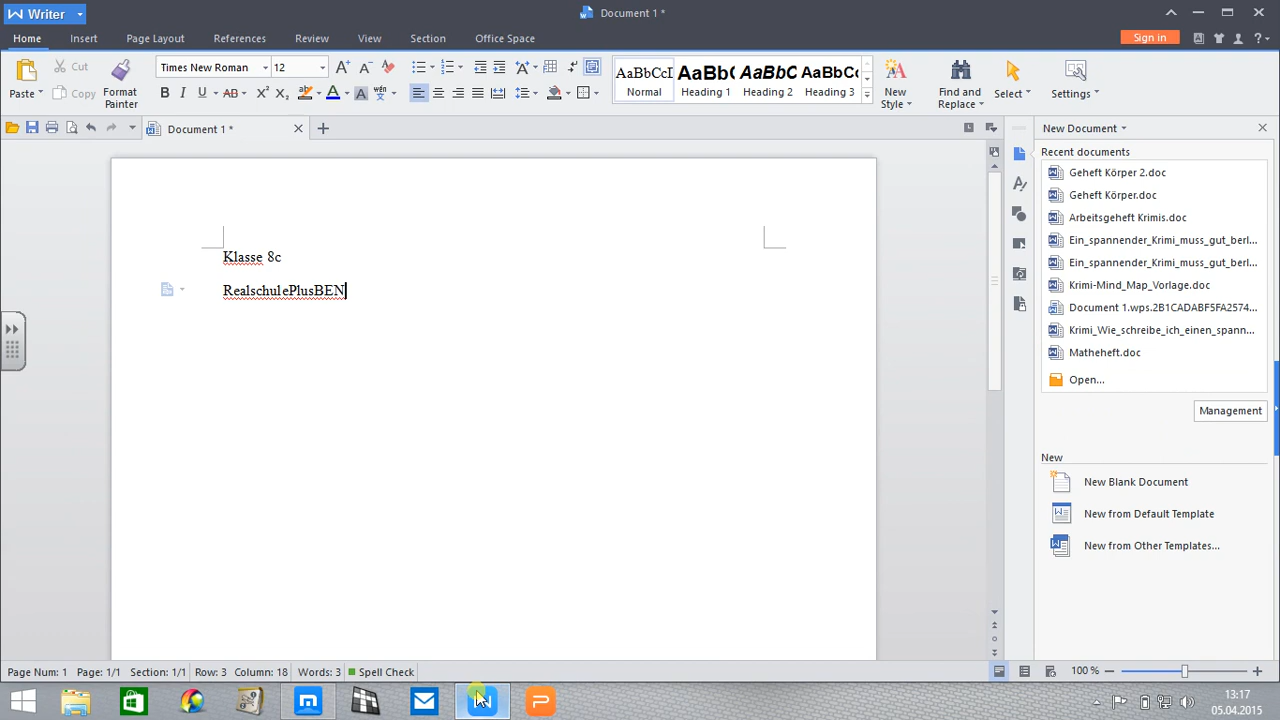 Writer
Document 1 *
Home Insert Page Layout References Review View Section Office Space
Sign in
Cut
Copy
Paste
Format Painter
Times New Roman 12
AaBbCcD AaBb( AaBbC AaBbC
Normal Heading 1 Heading 2 Heading 3
New Style
Find and Replace
Select
Settings
Document 1 *
New Document
Recent documents
Geheft Körper 2.doc
Geheft Körper.doc
Arbeitsgeheft Krimis.doc
Ein_spannender_Krimi_muss_gut_berl...
Ein_spannender_Krimi_muss_gut_berl...
Krimi-Mind_Map_Vorlage.doc
Document 1.wps.2B1CADABF5FA2574...
Krimi_Wie_schreibe_ich_einen_spann...
Matheheft.doc
Open...
Management
New
New Blank Document
New from Default Template
New from Other Templates...
Klasse 8c
RealschulePlusBEN
Page Num: 1 Page: 1/1 Section: 1/1 Row: 3 Column: 18 Words: 3 Spell Check
100 %
13:17
05.04.2015